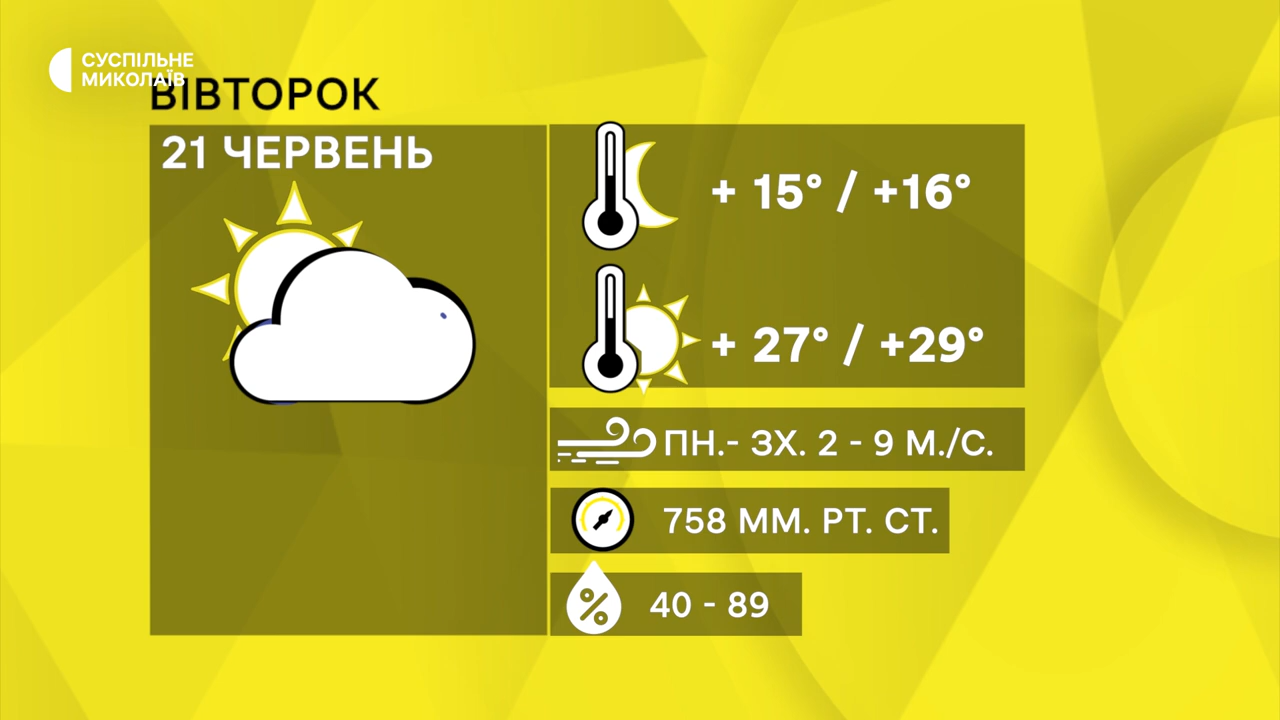 СУСПІЛЬНЕ
МИКОЛАЇВ
ВІВТОРОК
21 ЧЕРВЕНЬ
+ 15° / +16°
+ 27° / +29°
ПН.- ЗХ. 2 - 9 М./С.
758 ММ. РТ. СТ.
% 40 - 89